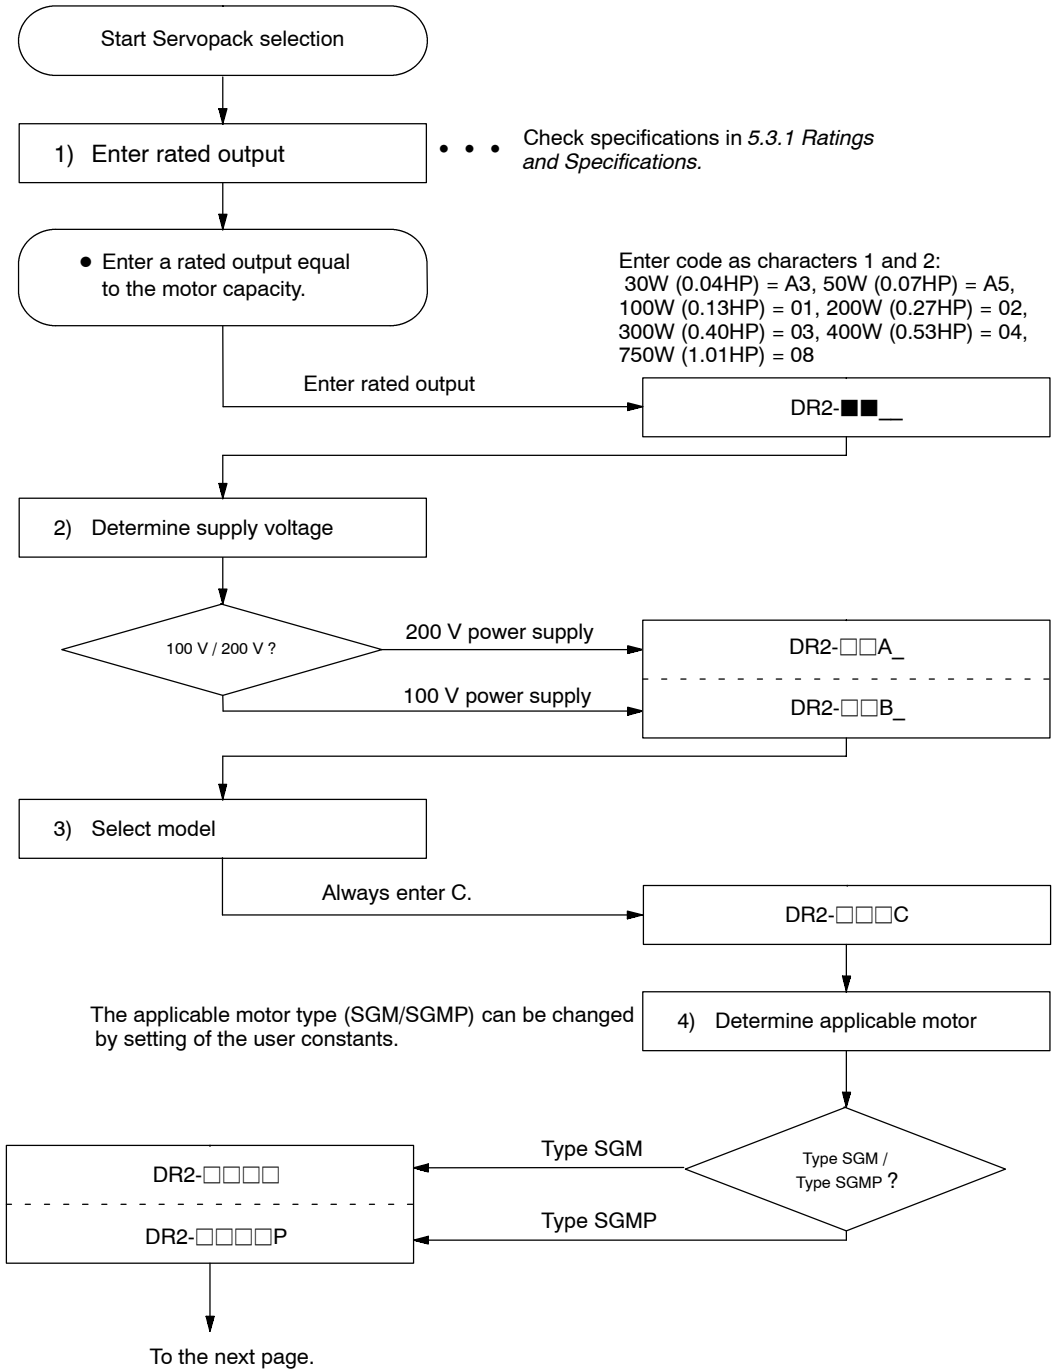 Start Servopack selection
1) Enter rated output
• • • Check specifications in 5.3.1 Ratings
and Specifications.
● Enter a rated output equal
to the motor capacity.
Enter code as characters 1 and 2:
30W (0.04HP) = A3, 50W (0.07HP) = A5,
100W (0.13HP) = 01, 200W (0.27HP) = 02,
300W (0.40HP) = 03, 400W (0.53HP) = 04,
750W (1.01HP) = 08
Enter rated output
DR2-■■__
2) Determine supply voltage
100 V / 200 V ?
200 V power supply
DR2-□□A_
100 V power supply
DR2-□□B_
3) Select model
Always enter C.
DR2-□□□C
The applicable motor type (SGM/SGMP) can be changed
by setting of the user constants.
4) Determine applicable motor
Type SGM /
Type SGMP ?
Type SGM
DR2-□□□□
Type SGMP
DR2-□□□□P
To the next page.